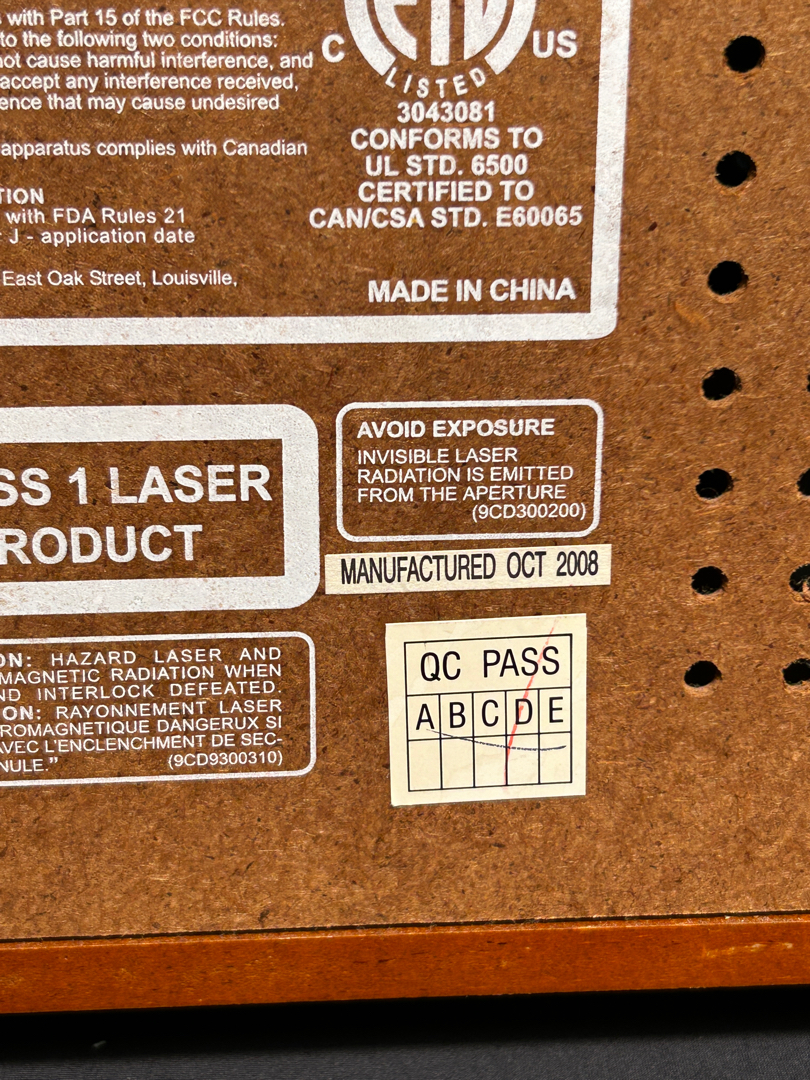 with Part 15 of the FCC Rules.
to the following two conditions:
not cause harmful interference, and
accept any interference received,
ence that may cause undesired
apparatus complies with Canadian
TION
with FDA Rules 21
J - application date
East Oak Street, Louisville,
C ETL US
LISTED
3043081
CONFORMS TO
UL STD. 6500
CERTIFIED TO
CAN/CSA STD. E60065
MADE IN CHINA
SS 1 LASER
RODUCT
AVOID EXPOSURE
INVISIBLE LASER
RADIATION IS EMITTED
FROM THE APERTURE
(9CD300200)
MANUFACTURED OCT 2008
ON: HAZARD LASER AND
MAGNETIC RADIATION WHEN
ND INTERLOCK DEFEATED.
ON: RAYONNEMENT LASER
ROMAGNETIQUE DANGERUX SI
AVEC L'ENCLENCHMENT DE SEC-
NULE."
(9CD9300310)
QC PASS
A B C D E